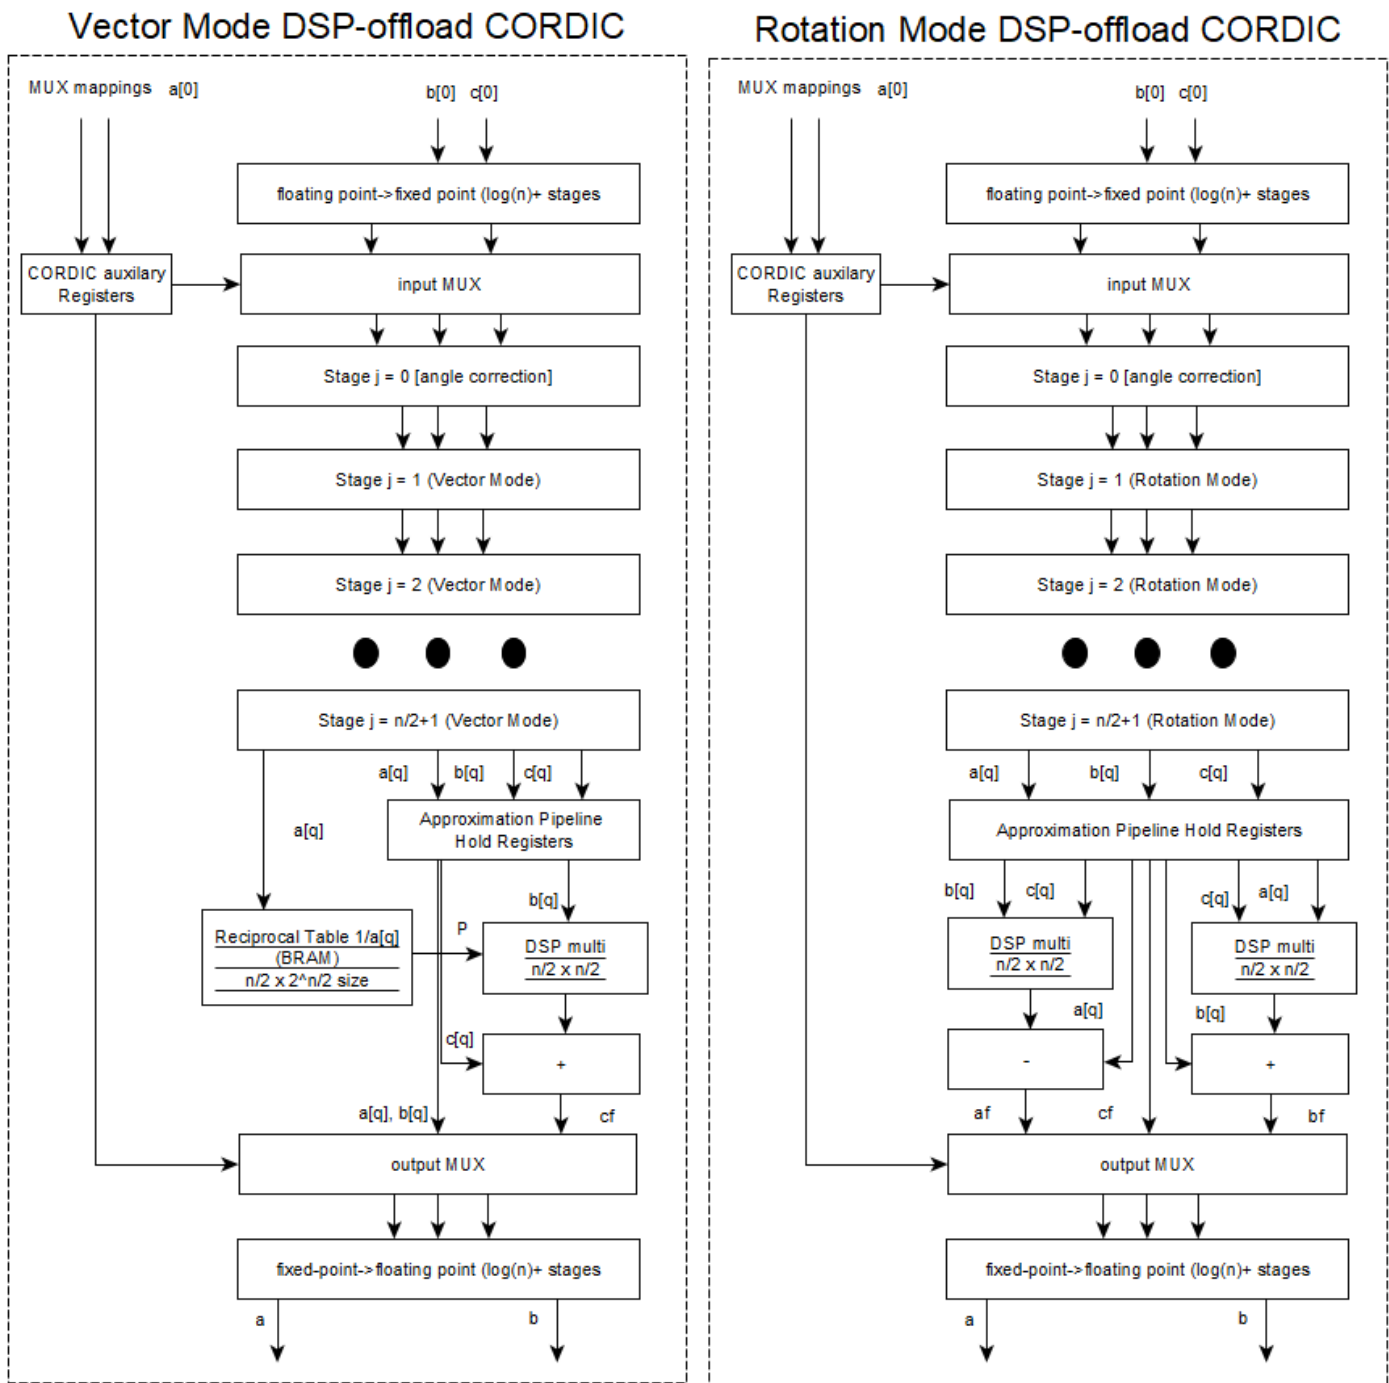 Vector Mode DSP-offload CORDIC
MUX mappings a[0]
b[0] c[0]
floating point->fixed point (log(n)+ stages
CORDIC auxilary
Registers
input MUX
Stage j = 0 [angle correction]
Stage j = 1 (Vector Mode)
Stage j = 2 (Vector Mode)
Stage j = n/2+1 (Vector Mode)
a[q]
b[q]
c[q]
a[q]
Approximation Pipeline
Hold Registers
b[q]
Reciprocal Table 1/a[q]
(BRAM)
n/2 x 2^n/2 size
P
DSP multi
n/2 x n/2
c[q]
+
a[q], b[q]
cf
output MUX
fixed-point->floating point (log(n)+ stages
a
b
Rotation Mode DSP-offload CORDIC
MUX mappings a[0]
b[0] c[0]
floating point->fixed point (log(n)+ stages
CORDIC auxilary
Registers
input MUX
Stage j = 0 [angle correction]
Stage j = 1 (Rotation Mode)
Stage j = 2 (Rotation Mode)
Stage j = n/2+1 (Rotation Mode)
a[q]
b[q]
c[q]
Approximation Pipeline Hold Registers
b[q]
c[q]
c[q]
a[q]
DSP multi
n/2 x n/2
DSP multi
n/2 x n/2
a[q]
b[q]
-
+
af
cf
bf
output MUX
fixed-point->floating point (log(n)+ stages
a
b